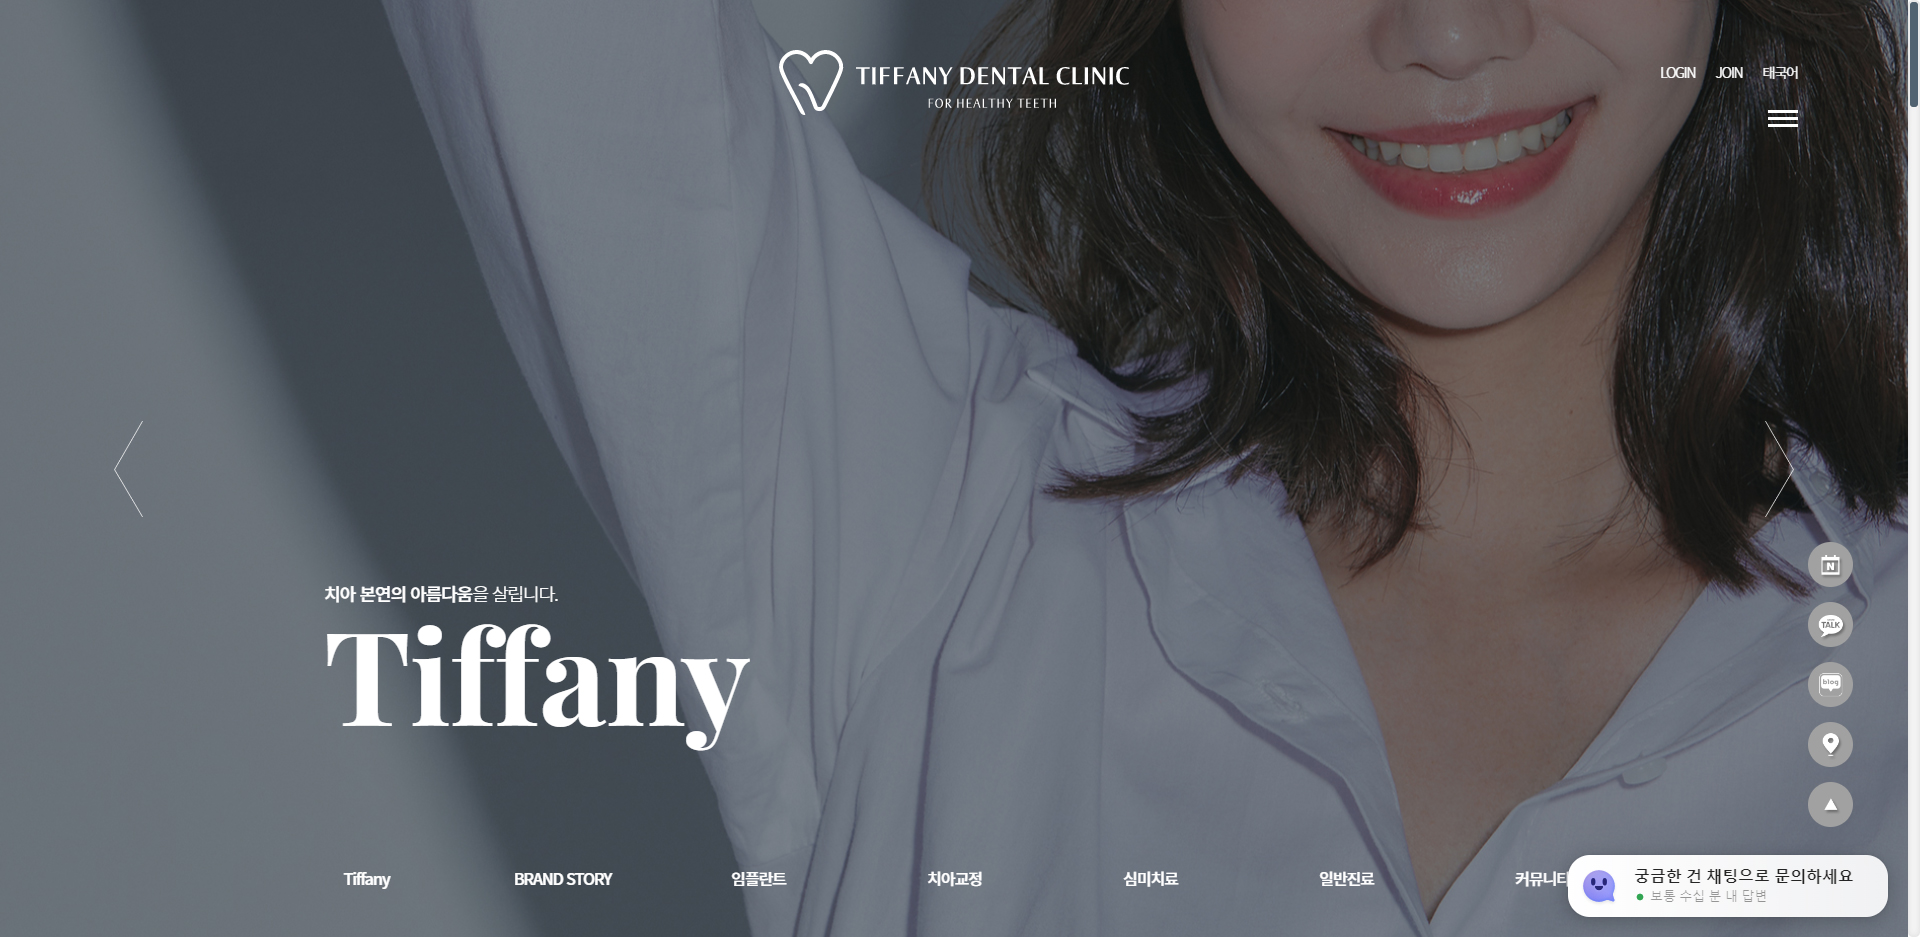 TIFFANY DENTAL CLINIC
FOR HEALTHY TEETH
LOGIN JOIN 태국어
치아 본연의 아름다움을 살립니다.
Tiffany
N
TALK
blog
Tiffany BRAND STORY 임플란트 치아교정 심미치료 일반진료 커뮤니티
궁금한 건 채팅으로 문의하세요
보통 수십 분 내 답변